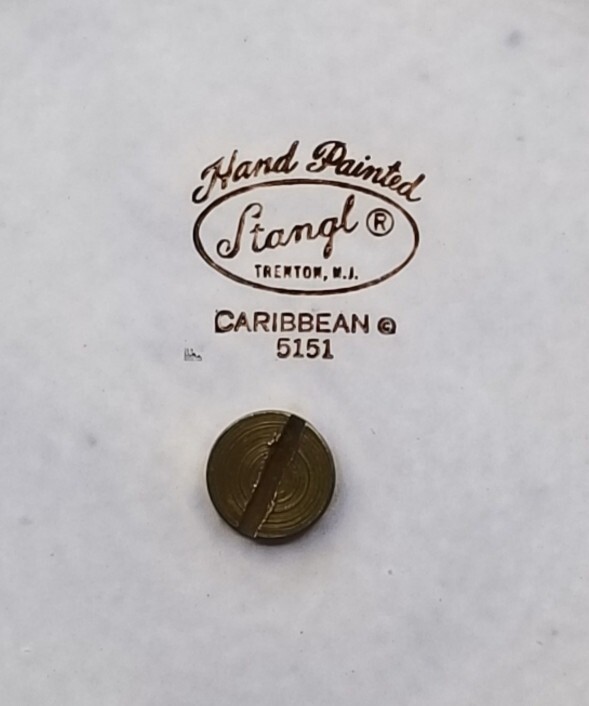 Hand Painted
Stangl ®
TRENTON, N.J.
CARIBBEAN ©
5151